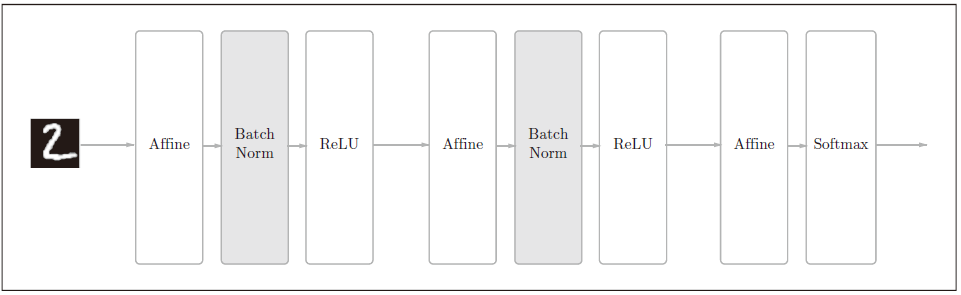 2
Affine
Batch
Norm
ReLU
Affine
Batch
Norm
ReLU
Affine
Softmax